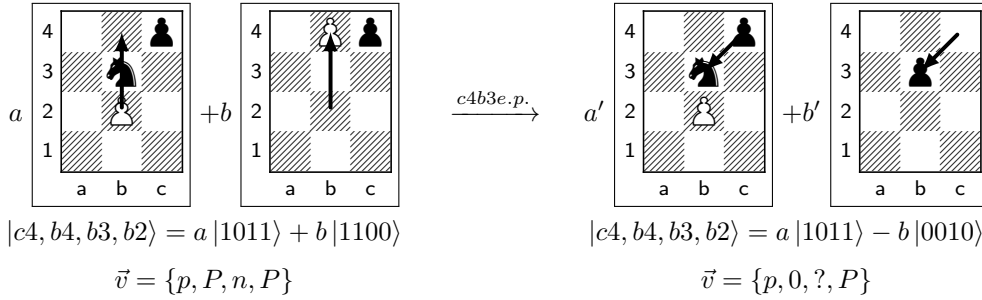 4
3
2
1
a b c
a
4
3
2
1
a b c
+b
c4b3e.p.
4
3
2
1
a b c
a′
4
3
2
1
a b c
+b′
|c4, b4, b3, b2⟩ = a |1011⟩ + b |1100⟩
|c4, b4, b3, b2⟩ = a |1011⟩ − b |0010⟩
v⃗ = {p, P, n, P}
v⃗ = {p, 0, ?, P}